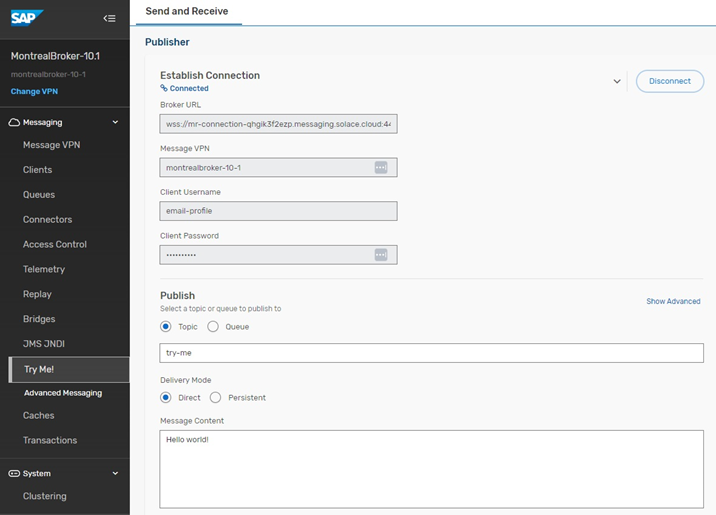 SAP
MontrealBroker-10.1
montrealbroker-10-1
Change VPN
Messaging
Message VPN
Clients
Queues
Connectors
Access Control
Telemetry
Replay
Bridges
JMS JNDI
Try Me!
Advanced Messaging
Caches
Transactions
System
Clustering
Send and Receive
Publisher
Establish Connection
Connected
Disconnect
Broker URL
wss://mr-connection-qhgik3f2ezp.messaging.solace.cloud:44
Message VPN
montrealbroker-10-1
Client Username
email-profile
Client Password
••••••••••
Publish
Show Advanced
Select a topic or queue to publish to
Topic Queue
try-me
Delivery Mode
Direct Persistent
Message Content
Hello world!